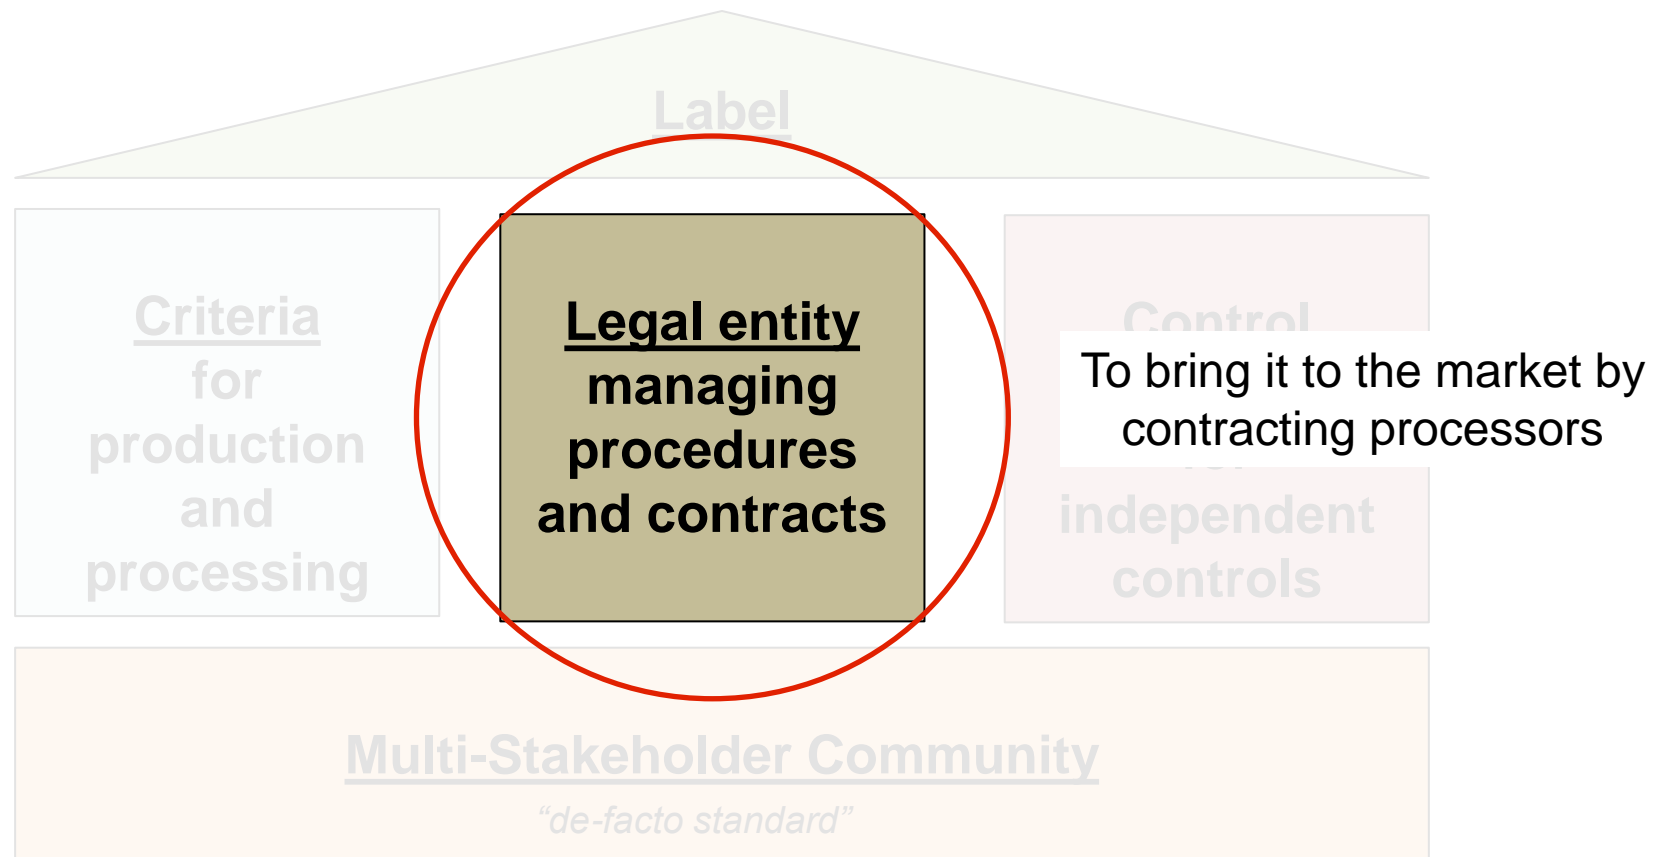 Label
Criteria
for
production
and
processing
Legal entity
managing
procedures
and contracts
Control
To bring it to the market by
contracting processors
independent
controls
Multi-Stakeholder Community
“de-facto standard”